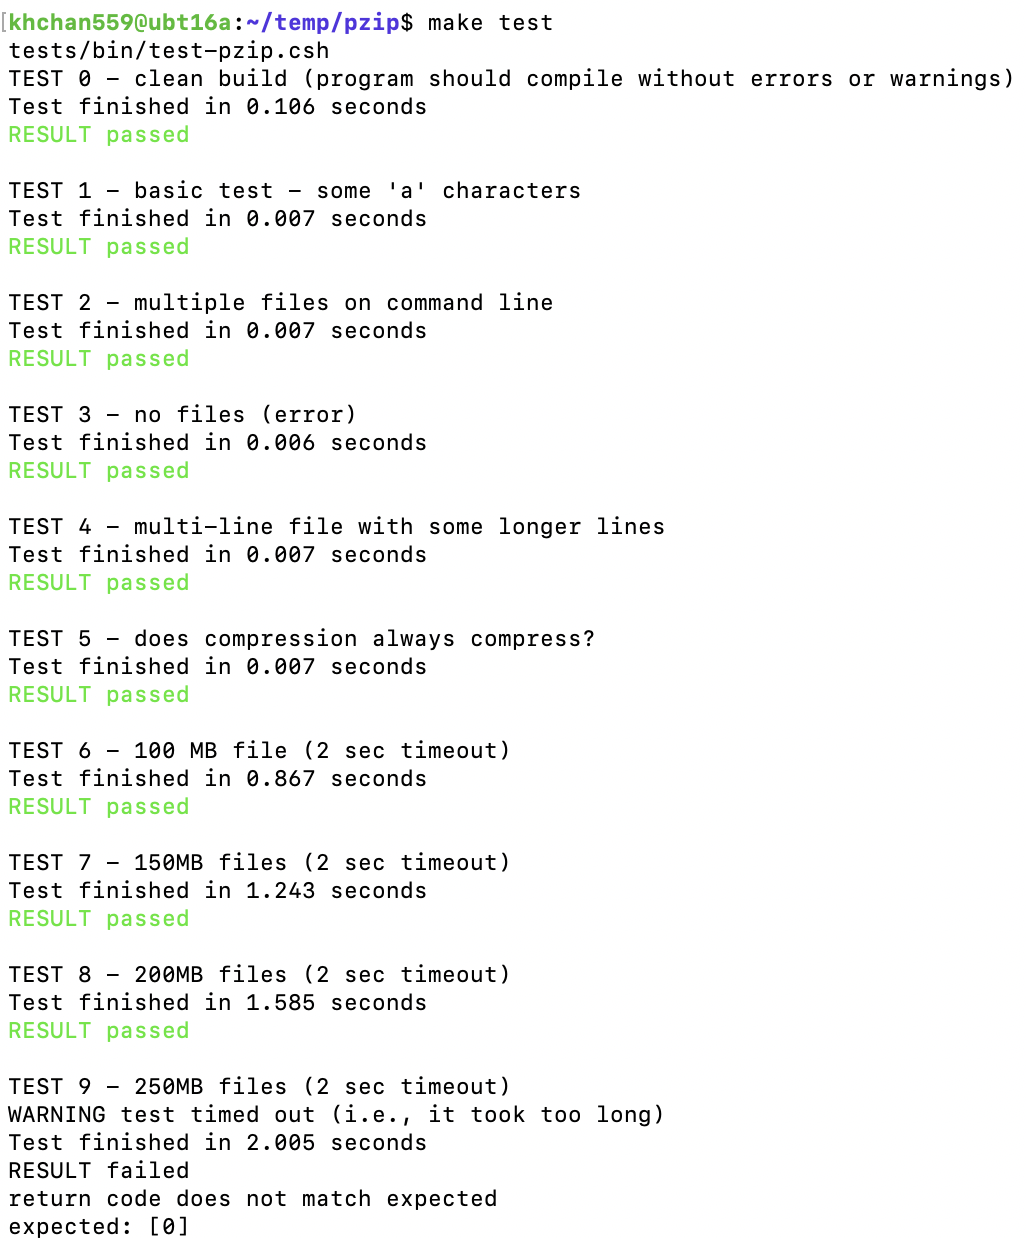 [khchan559@ubt16a:~/temp/pzip$ make test
tests/bin/test-pzip.csh
TEST 0 - clean build (program should compile without errors or warnings)
Test finished in 0.106 seconds
RESULT passed
TEST 1 - basic test - some 'a' characters
Test finished in 0.007 seconds
RESULT passed
TEST 2 - multiple files on command line
Test finished in 0.007 seconds
RESULT passed
TEST 3 - no files (error)
Test finished in 0.006 seconds
RESULT passed
TEST 4 - multi-line file with some longer lines
Test finished in 0.007 seconds
RESULT passed
TEST 5 - does compression always compress?
Test finished in 0.007 seconds
RESULT passed
TEST 6 - 100 MB file (2 sec timeout)
Test finished in 0.867 seconds
RESULT passed
TEST 7 - 150MB files (2 sec timeout)
Test finished in 1.243 seconds
RESULT passed
TEST 8 - 200MB files (2 sec timeout)
Test finished in 1.585 seconds
RESULT passed
TEST 9 - 250MB files (2 sec timeout)
WARNING test timed out (i.e., it took too long)
Test finished in 2.005 seconds
RESULT failed
return code does not match expected
expected: [0]